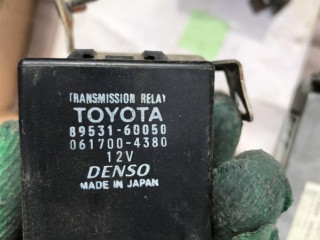 TRANSMISSION RELAY
TOYOTA
89531-60050
061700-4380
12V
DENSO
MADE IN JAPAN